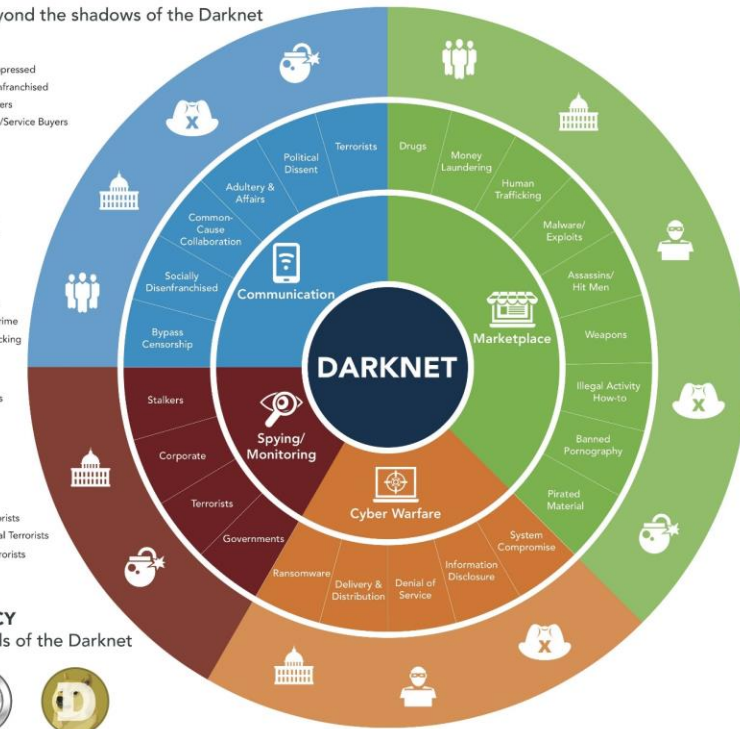 yond the shadows of the Darknet
pressed
nfranchised
ers
/Service Buyers
rime
cking
s
rists
al Terrorists
rorists
CY
ls of the Darknet
D
X
Terrorists
Political
Dissent
Adultery &
Affairs
Common-
Cause
Collaboration
Socially
Disenfranchised
Bypass
Censorship
Communication
Drugs
Money
Laundering
Human
Trafficking
Malware/
Exploits
Assassins/
Hit Men
Weapons
Illegal Activity
How-to
Banned
Pornography
Pirated
Material
Marketplace
X
DARKNET
Stalkers
Corporate
Terrorists
Governments
Spying/
Monitoring
Cyber Warfare
Ransomware
Delivery &
Distribution
Denial of
Service
Information
Disclosure
System
Compromise
X